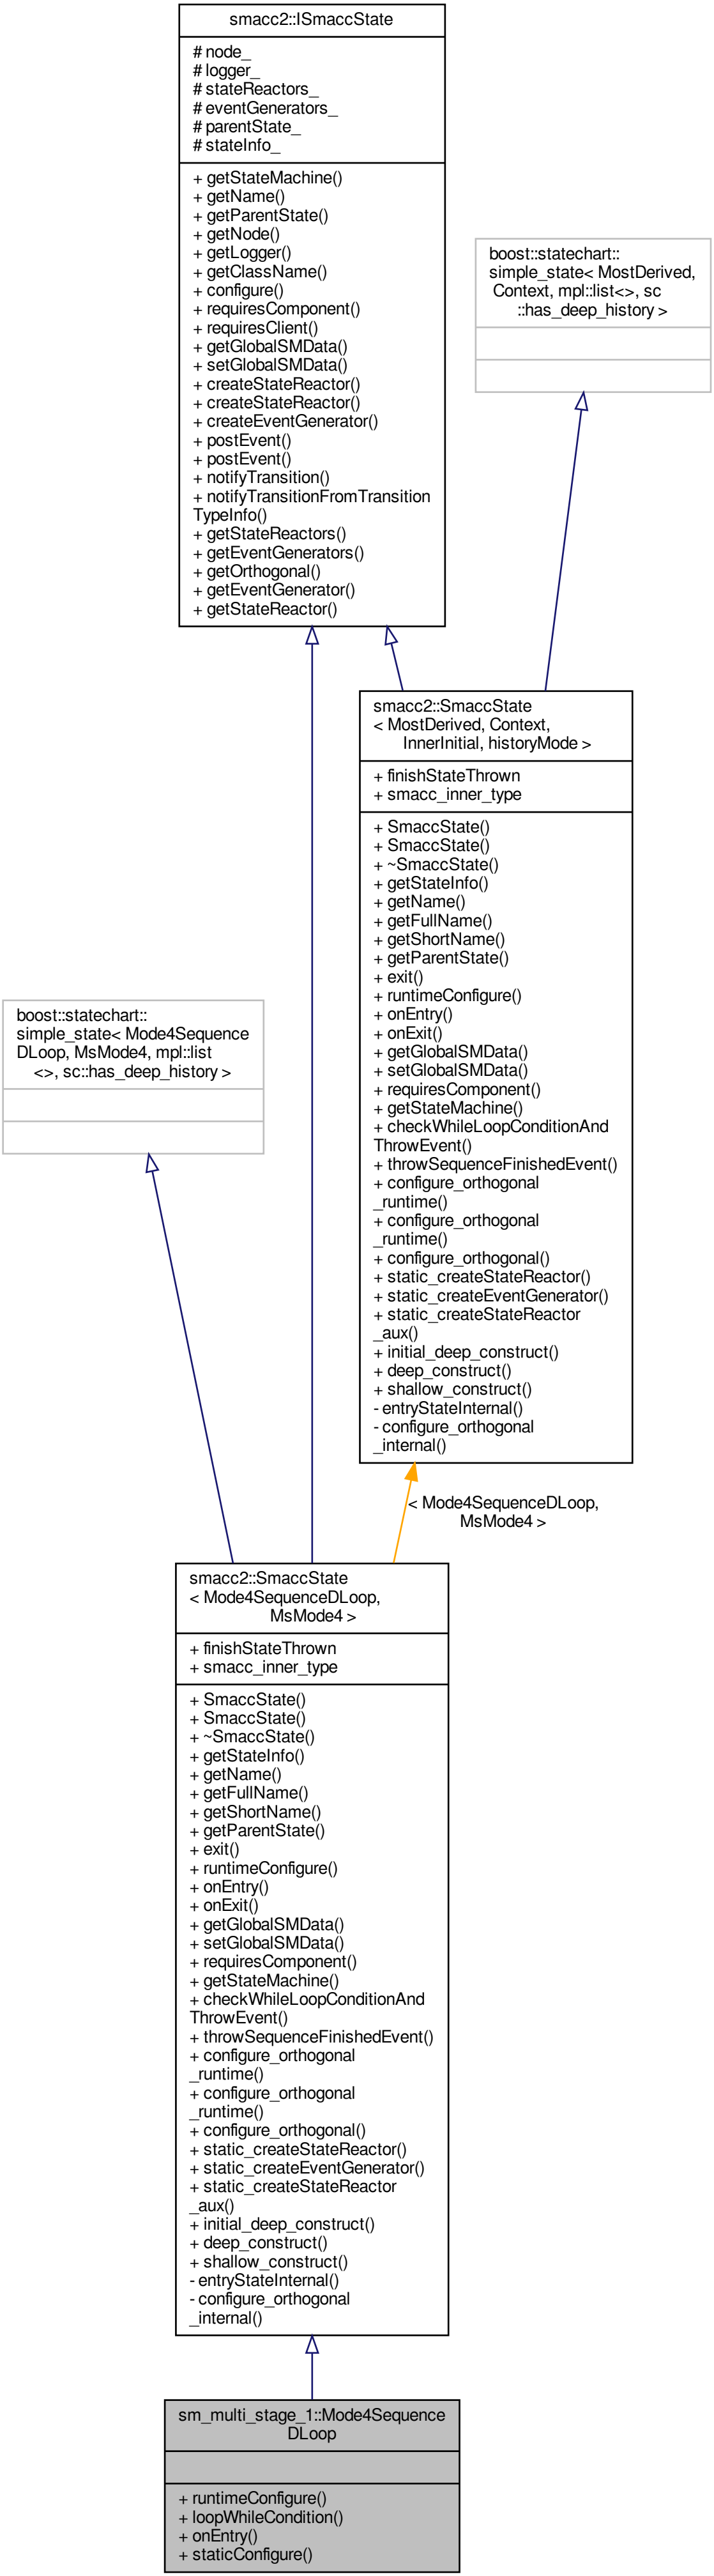 smacc2::ISmaccState
# node_
# logger_
# stateReactors_
# eventGenerators_
# parentState_
# stateInfo_
+ getStateMachine()
+ getName()
+ getParentState()
+ getNode()
+ getLogger()
+ getClassName()
+ configure()
+ requiresComponent()
+ requiresClient()
+ getGlobalSMData()
+ setGlobalSMData()
+ createStateReactor()
+ createStateReactor()
+ createEventGenerator()
+ postEvent()
+ postEvent()
+ notifyTransition()
+ notifyTransitionFromTransition
TypeInfo()
+ getStateReactors()
+ getEventGenerators()
+ getOrthogonal()
+ getEventGenerator()
+ getStateReactor()
boost::statechart::
simple_state< MostDerived,
Context, mpl::list<>, sc
::has_deep_history >
smacc2::SmaccState
< MostDerived, Context,
InnerInitial, historyMode >
+ finishStateThrown
+ smacc_inner_type
+ SmaccState()
+ SmaccState()
+ ~SmaccState()
+ getStateInfo()
+ getName()
+ getFullName()
+ getShortName()
+ getParentState()
+ exit()
+ runtimeConfigure()
+ onEntry()
+ onExit()
+ getGlobalSMData()
+ setGlobalSMData()
+ requiresComponent()
+ getStateMachine()
+ checkWhileLoopConditionAnd
ThrowEvent()
+ throwSequenceFinishedEvent()
+ configure_orthogonal
_runtime()
+ configure_orthogonal
_runtime()
+ configure_orthogonal()
+ static_createStateReactor()
+ static_createEventGenerator()
+ static_createStateReactor
_aux()
+ initial_deep_construct()
+ deep_construct()
+ shallow_construct()
- entryStateInternal()
- configure_orthogonal
_internal()
boost::statechart::
simple_state< Mode4Sequence
DLoop, MsMode4, mpl::list
<>, sc::has_deep_history >
< Mode4SequenceDLoop,
MsMode4 >
smacc2::SmaccState
< Mode4SequenceDLoop,
MsMode4 >
+ finishStateThrown
+ smacc_inner_type
+ SmaccState()
+ SmaccState()
+ ~SmaccState()
+ getStateInfo()
+ getName()
+ getFullName()
+ getShortName()
+ getParentState()
+ exit()
+ runtimeConfigure()
+ onEntry()
+ onExit()
+ getGlobalSMData()
+ setGlobalSMData()
+ requiresComponent()
+ getStateMachine()
+ checkWhileLoopConditionAnd
ThrowEvent()
+ throwSequenceFinishedEvent()
+ configure_orthogonal
_runtime()
+ configure_orthogonal
_runtime()
+ configure_orthogonal()
+ static_createStateReactor()
+ static_createEventGenerator()
+ static_createStateReactor
_aux()
+ initial_deep_construct()
+ deep_construct()
+ shallow_construct()
- entryStateInternal()
- configure_orthogonal
_internal()
sm_multi_stage_1::Mode4Sequence
DLoop
+ runtimeConfigure()
+ loopWhileCondition()
+ onEntry()
+ staticConfigure()